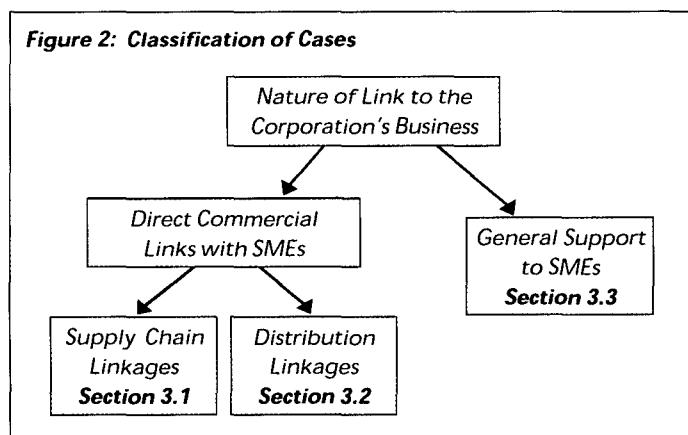 Figure 2: Classification of Cases
Nature of Link to the
Corporation's Business
Direct Commercial
Links with SMEs
General Support
to SMEs
Section 3.3
Supply Chain
Linkages
Section 3.1
Distribution
Linkages
Section 3.2